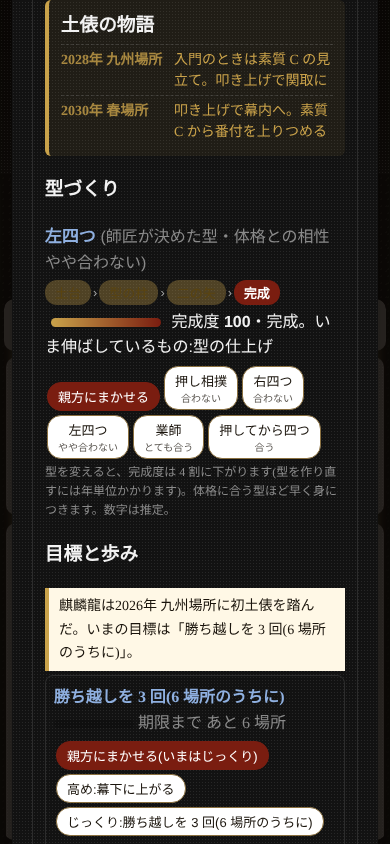 土俵の物語
2028年 九州場所 入門のときは素質 C の見
立て。叩き上げで関取に
2030年 春場所 叩き上げで幕内へ。素質
C から番付を上りつめる
型づくり
左四つ (師匠が決めた型・体格との相性
やや合わない)
› › › 完成
完成度 100・完成。い
ま伸ばしているもの:型の仕上げ
親方にまかせる 押し相撲 右四つ
合わない 合わない
左四つ 業師 押してから四つ
やや合わない とても合う 合う
型を変えると、完成度は 4 割に下がります(型を作り直
すには年単位かかります)。体格に合う型ほど早く身に
つきます。数字は推定。
目標と歩み
麒麟龍は2026年 九州場所に初土俵を踏ん
だ。いまの目標は「勝ち越しを 3 回(6 場所
のうちに)」。
勝ち越しを 3 回(6 場所のうちに)
期限まで あと 6 場所
親方にまかせる(いまはじっくり)
高め:幕下に上がる
じっくり:勝ち越しを 3 回(6 場所のうちに)